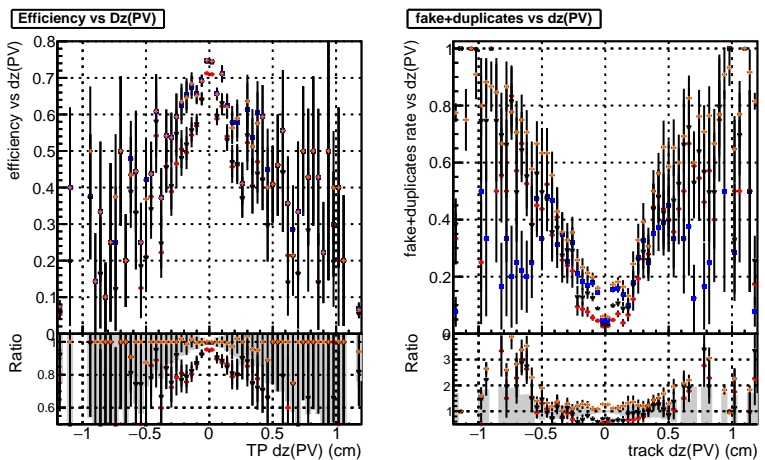 Efficiency vs Dz(PV)
efficiency vs dz(PV)
0.8
0.7
0.6
0.5
0.4
0.3
0.2
0.1
0
Ratio
1
0.8
0.6
−1 −0.5 0 0.5 1
TP dz(PV) (cm)
fake+duplicates vs dz(PV)
fake+duplicates rate vs dz(PV)
1
0.8
0.6
0.4
0.2
0
Ratio
3
2
1
−1 −0.5 0 0.5 1
track dz(PV) (cm)